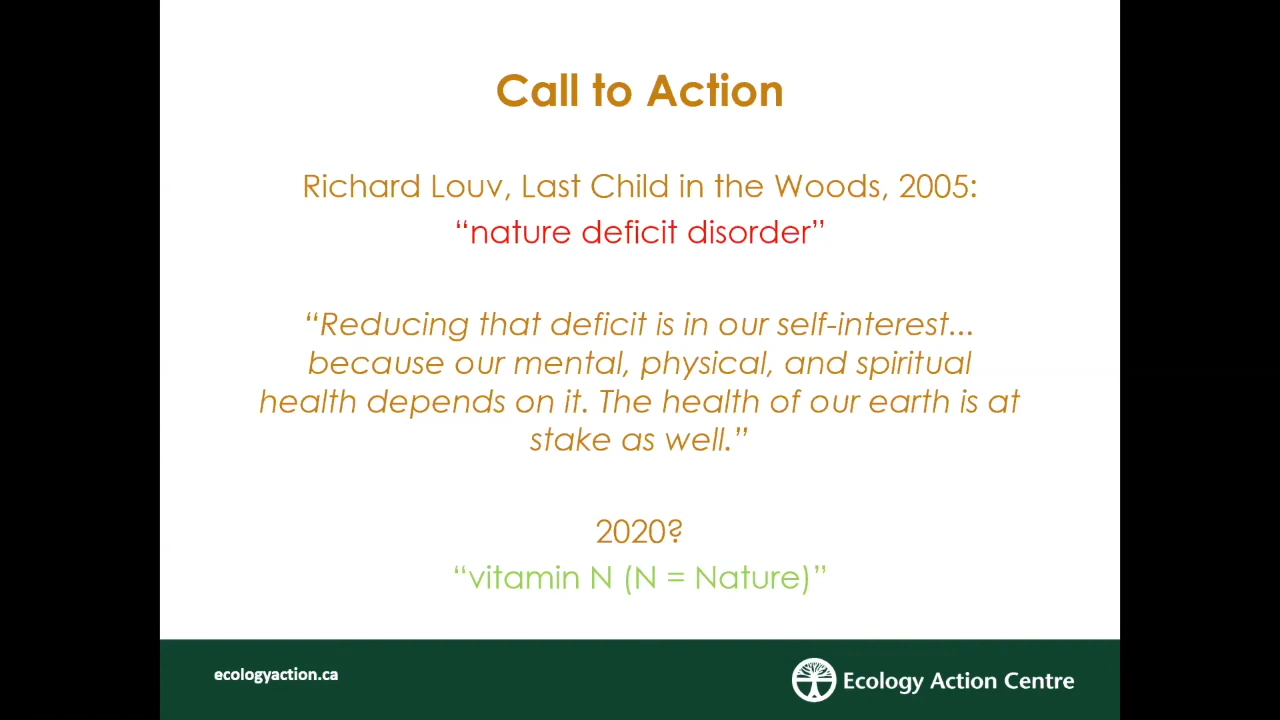 Call to Action
Richard Louv, Last Child in the Woods, 2005:
“nature deficit disorder”
“Reducing that deficit is in our self-interest...
because our mental, physical, and spiritual
health depends on it. The health of our earth is at
stake as well.”
2020?
“vitamin N (N = Nature)”
ecologyaction.ca
Ecology Action Centre